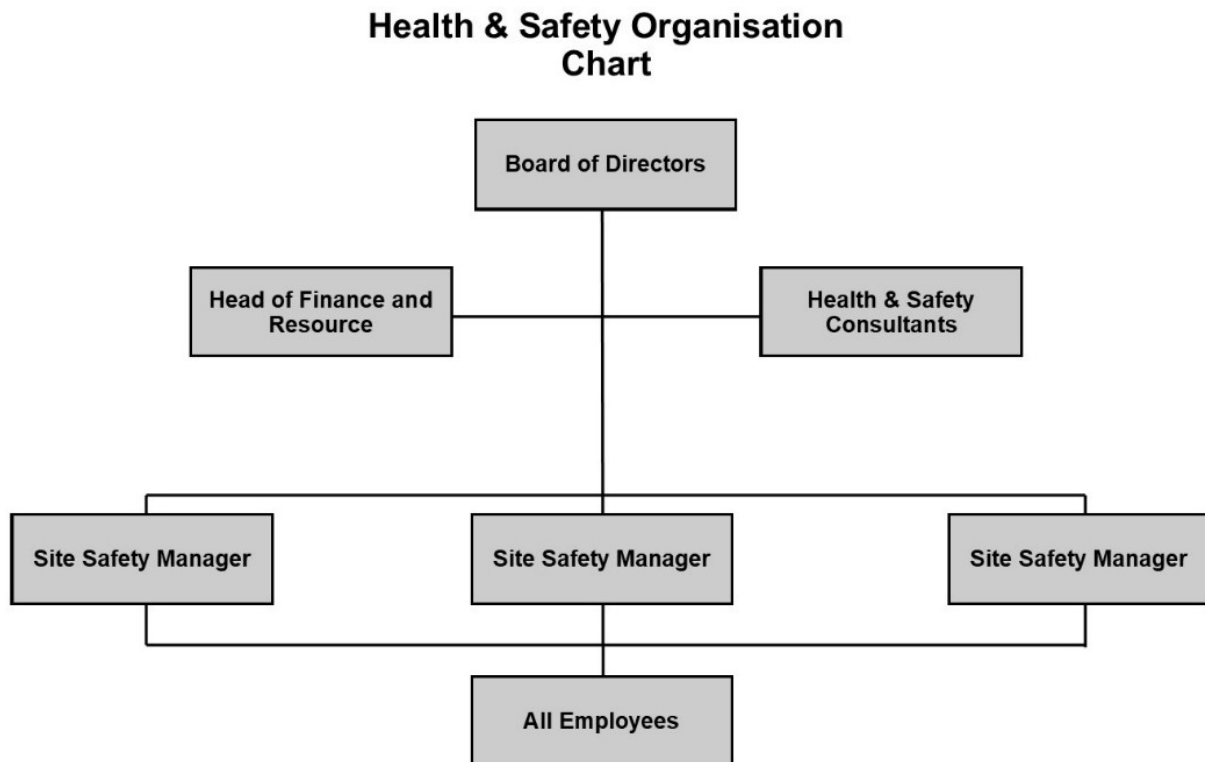 Health & Safety Organisation
Chart
Board of Directors
Head of Finance and
Resource
Health & Safety
Consultants
Site Safety Manager
Site Safety Manager
Site Safety Manager
All Employees